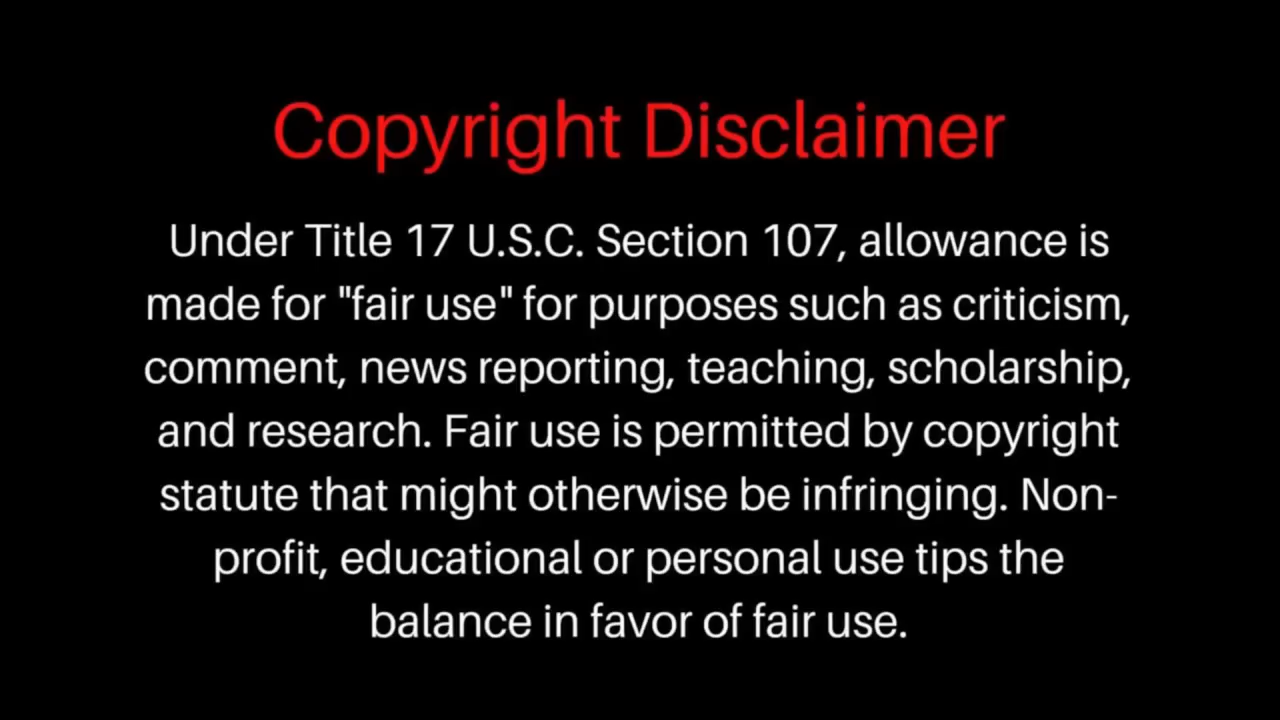 Copyright Disclaimer
Under Title 17 U.S.C. Section 107, allowance is
made for "fair use" for purposes such as criticism,
comment, news reporting, teaching, scholarship,
and research. Fair use is permitted by copyright
statute that might otherwise be infringing. Non-
profit, educational or personal use tips the
balance in favor of fair use.